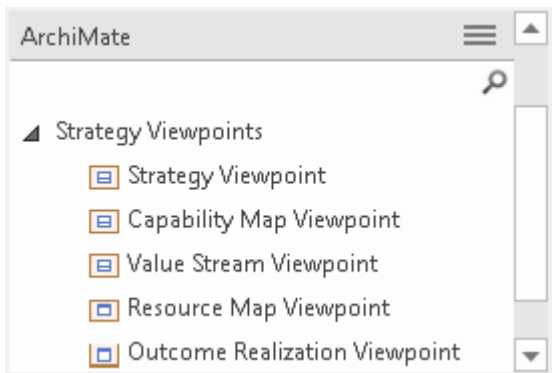 ArchiMate
Strategy Viewpoints
Strategy Viewpoint
Capability Map Viewpoint
Value Stream Viewpoint
Resource Map Viewpoint
Outcome Realization Viewpoint